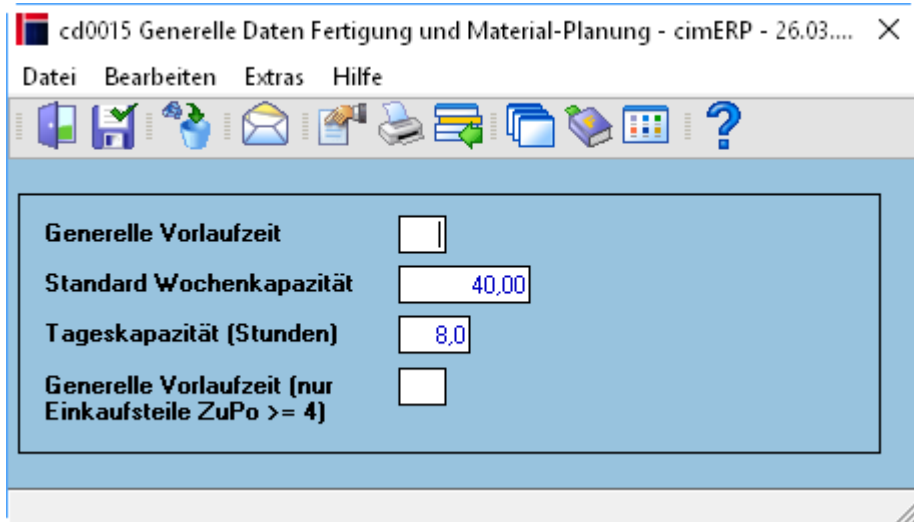 cd0015 Generelle Daten Fertigung und Material-Planung - cimERP - 26.03....
Datei Bearbeiten Extras Hilfe
Generelle Vorlaufzeit
Standard Wochenkapazität 40,00
Tageskapazität (Stunden) 8,0
Generelle Vorlaufzeit (nur
Einkaufsteile ZuPo >= 4)